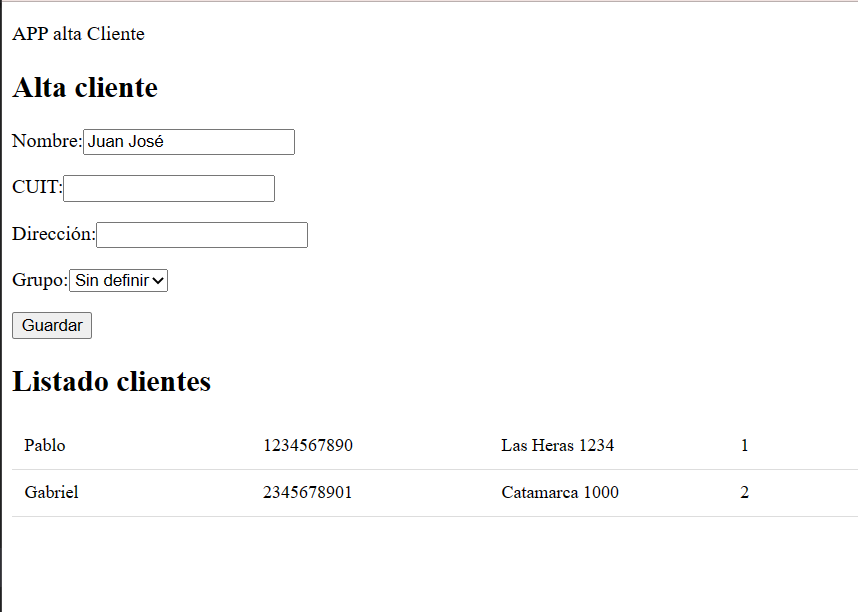 APP alta Cliente
Alta cliente
Nombre: Juan José
CUIT:
Dirección:
Grupo: Sin definir
Guardar
Listado clientes
Pablo 1234567890 Las Heras 1234 1
Gabriel 2345678901 Catamarca 1000 2